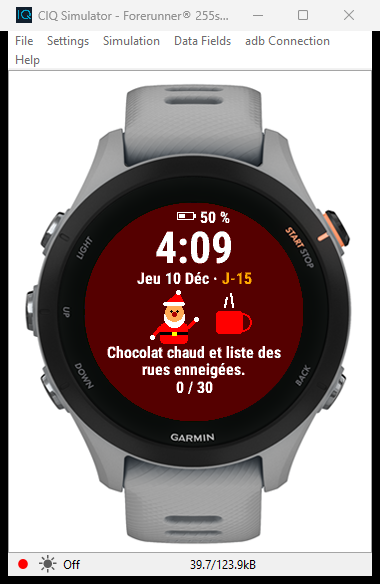 CIQ Simulator - Forerunner® 255s...
File Settings Simulation Data Fields adb Connection
Help
50 %
4:09
Jeu 10 Déc · J-15
Chocolat chaud et liste des
rues enneigées.
0 / 30
LIGHT
START STOP
UP
DOWN
BACK
GARMIN
Off
39.7/123.9kB